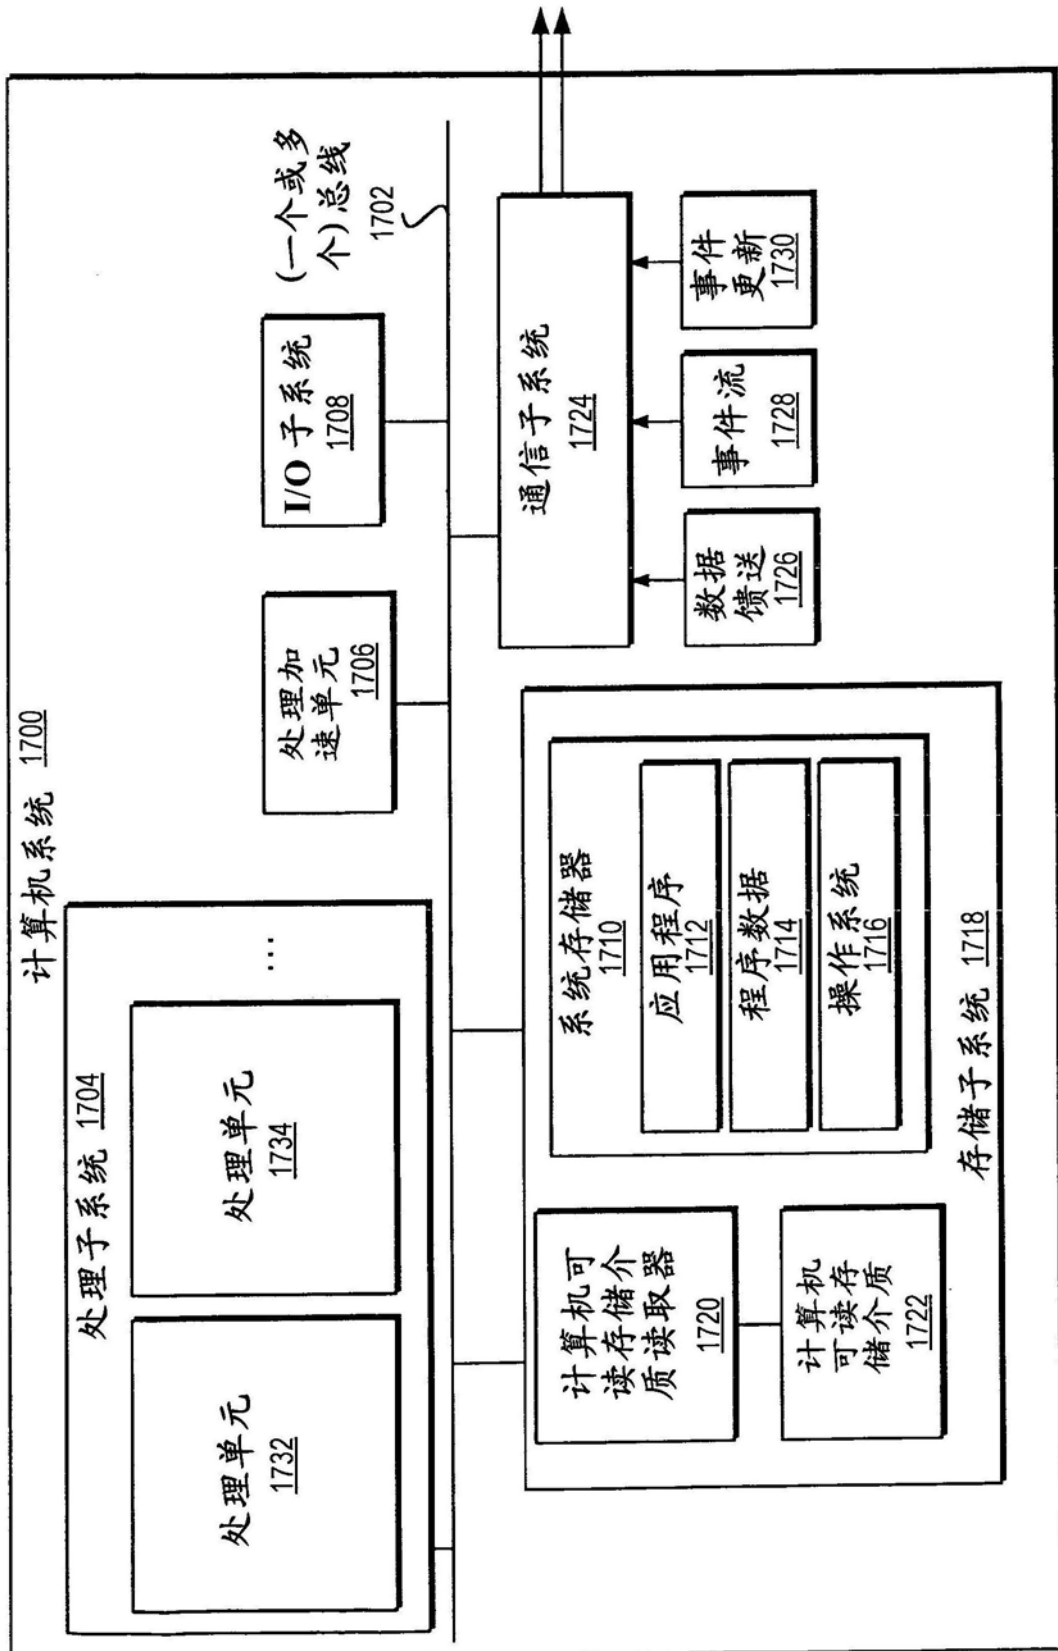 计算机系统 1700
处理子系统 1704
处理单元
1732
处理单元
1734
...
处理加
速单元
1706
I/O 子系统
1708
(一个或多
个)总线
1702
计算机可
读存储介
质读取器
1720
计算机
可读存
储介质
1722
系统存储器
1710
应用程序
1712
程序数据
1714
操作系统
1716
存储子系统 1718
通信子系统
1724
数据
馈送
1726
事件流
1728
事件
更新
1730